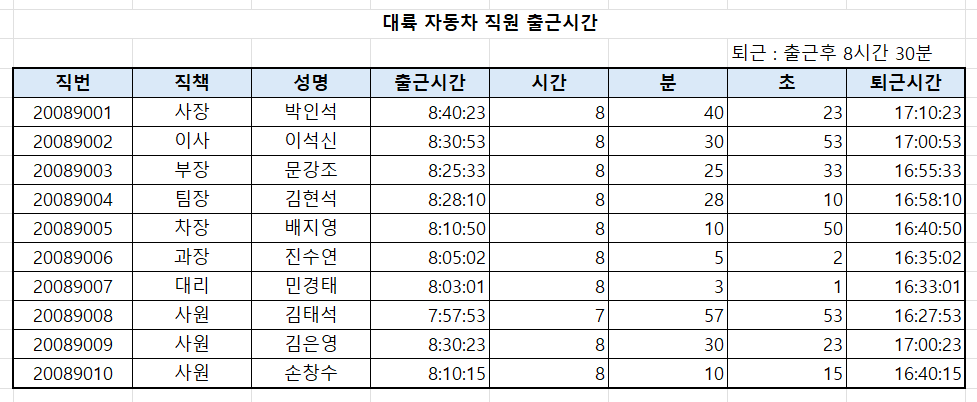 대륙 자동차 직원 출근시간
퇴근 : 출근후 8시간 30분
직번 직책 성명 출근시간 시간 분 초 퇴근시간
20089001 사장 박인석 8:40:23 8 40 23 17:10:23
20089002 이사 이석신 8:30:53 8 30 53 17:00:53
20089003 부장 문강조 8:25:33 8 25 33 16:55:33
20089004 팀장 김현석 8:28:10 8 28 10 16:58:10
20089005 차장 배지영 8:10:50 8 10 50 16:40:50
20089006 과장 진수연 8:05:02 8 5 2 16:35:02
20089007 대리 민경태 8:03:01 8 3 1 16:33:01
20089008 사원 김태석 7:57:53 7 57 53 16:27:53
20089009 사원 김은영 8:30:23 8 30 23 17:00:23
20089010 사원 손창수 8:10:15 8 10 15 16:40:15